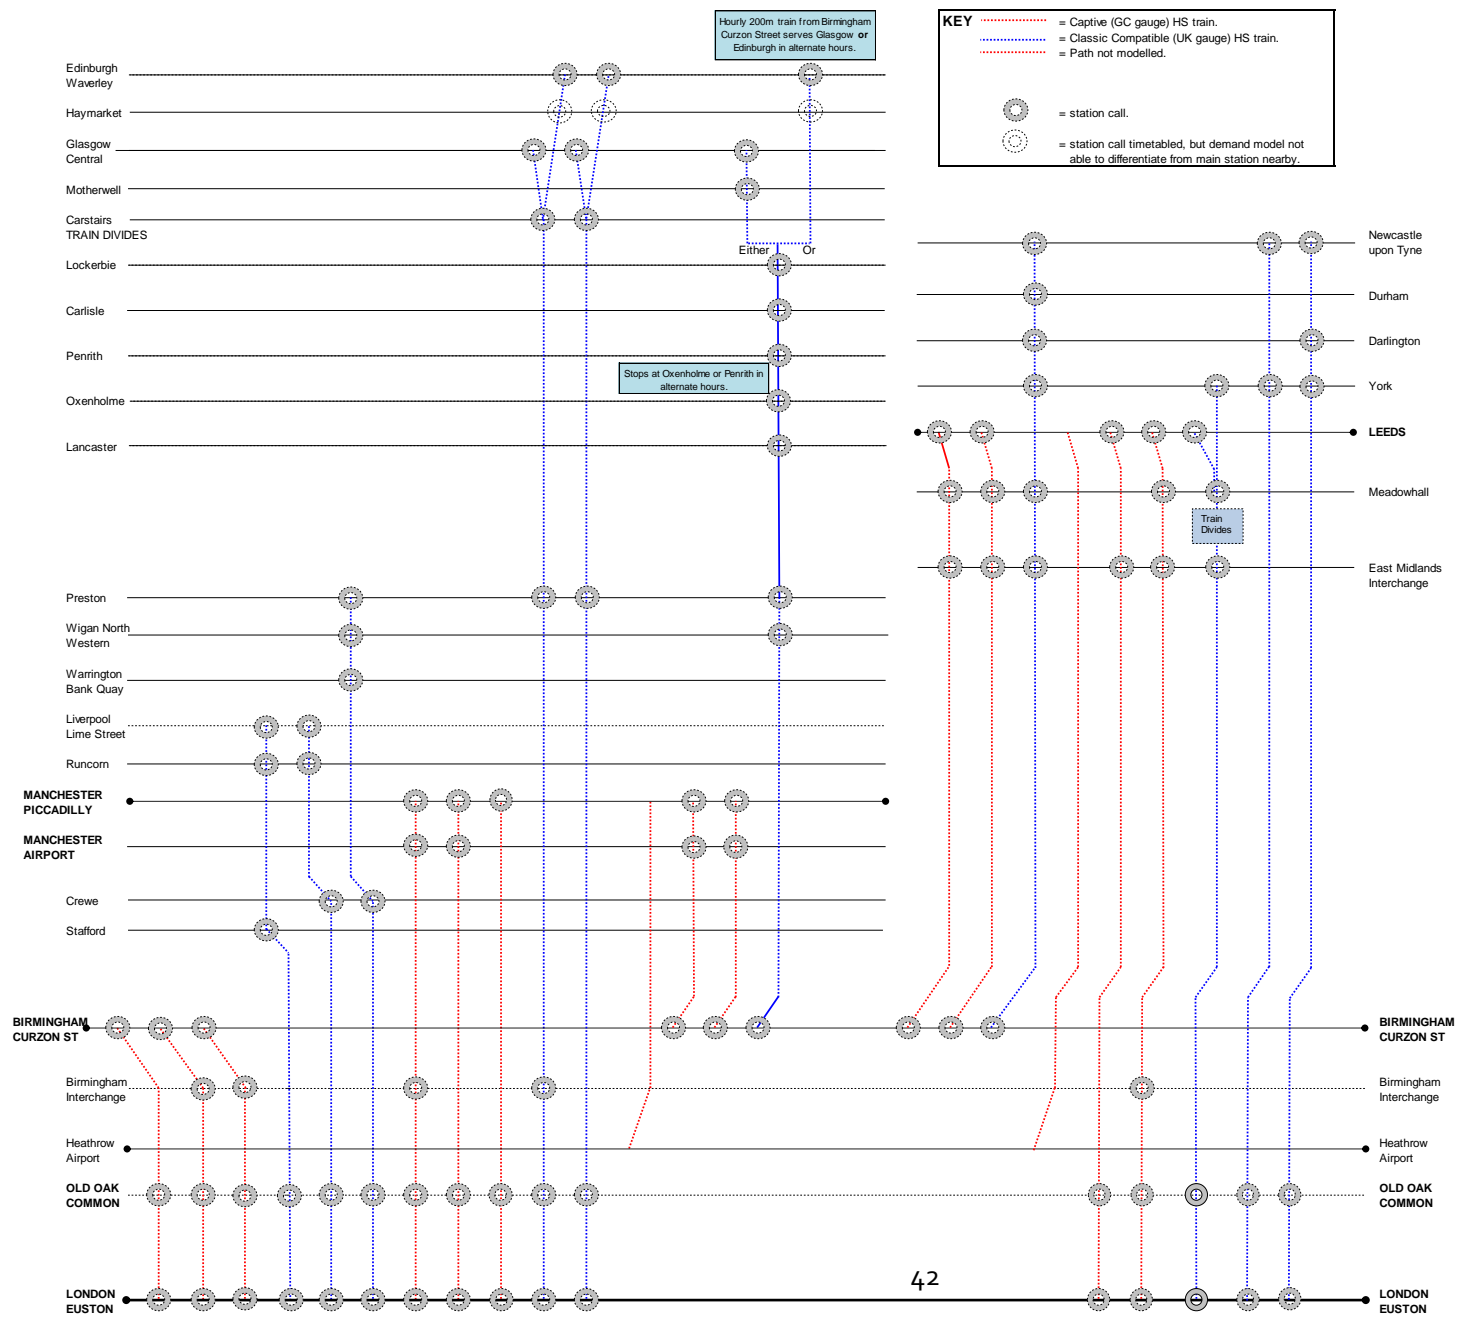 Hourly 200m train from Birmingham
Curzon Street serves Glasgow or
Edinburgh in alternate hours.
KEY
= Captive (GC gauge) HS train.
= Classic Compatible (UK gauge) HS train.
= Path not modelled.
= station call.
= station call timetabled, but demand model not
able to differentiate from main station nearby.
Edinburgh
Waverley
Haymarket
Glasgow
Central
Motherwell
Carstairs
TRAIN DIVIDES
Either
Or
Lockerbie
Carlisle
Penrith
Stops at Oxenholme or Penrith in
alternate hours.
Oxenholme
Lancaster
Preston
Wigan North
Western
Warrington
Bank Quay
Liverpool
Lime Street
Runcorn
MANCHESTER
PICCADILLY
MANCHESTER
AIRPORT
Crewe
Stafford
BIRMINGHAM
CURZON ST
Birmingham
Interchange
Heathrow
Airport
OLD OAK
COMMON
LONDON
EUSTON
Newcastle
upon Tyne
Durham
Darlington
York
LEEDS
Meadowhall
Train
Divides
East Midlands
Interchange
BIRMINGHAM
CURZON ST
Birmingham
Interchange
Heathrow
Airport
OLD OAK
COMMON
LONDON
EUSTON
42